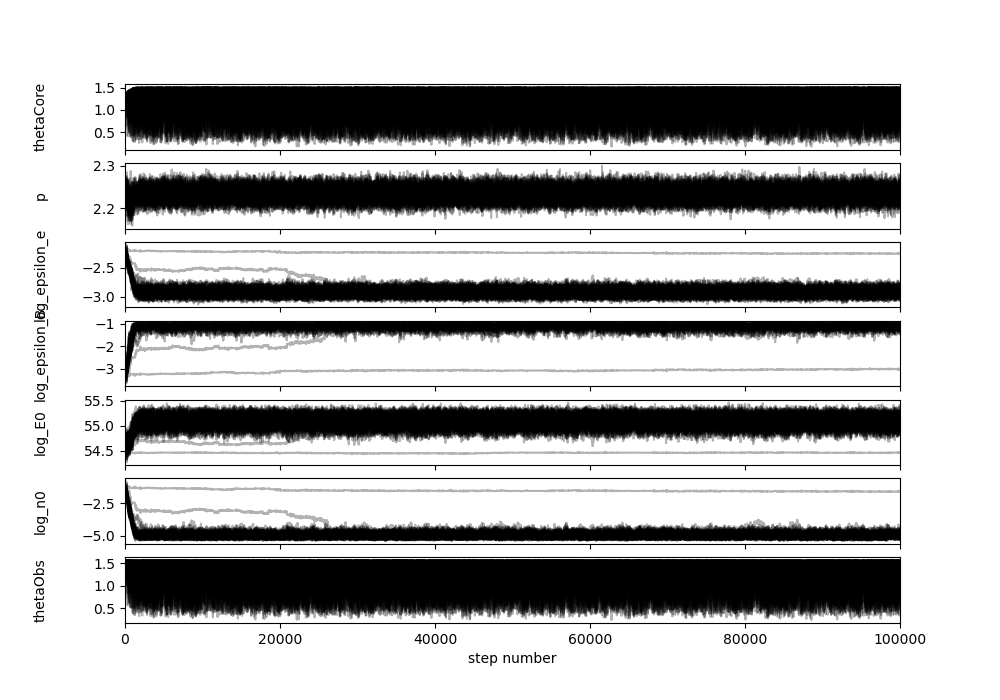 thetaCore
1.5
1.0
0.5
p
2.3
2.2
log_epsilon_e
−2.5
−3.0
log_epsilon_B
−1
−2
−3
log_E0
55.5
55.0
54.5
log_n0
−2.5
−5.0
thetaObs
1.5
1.0
0.5
0 20000 40000 60000 80000 100000
step number